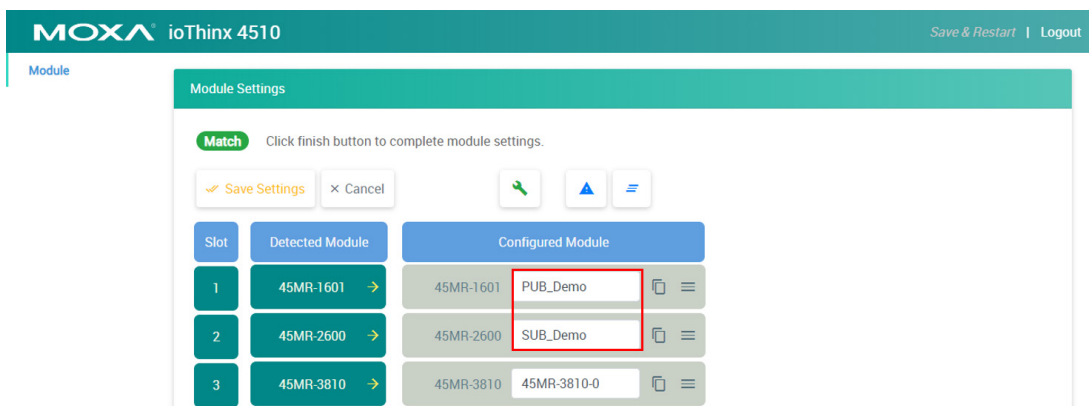 MOXA® ioThinx 4510
Save & Restart | Logout
Module
Module Settings
Match Click finish button to complete module settings.
Save Settings × Cancel
Slot Detected Module Configured Module
1 45MR-1601 → 45MR-1601 PUB_Demo
2 45MR-2600 → 45MR-2600 SUB_Demo
3 45MR-3810 → 45MR-3810 45MR-3810-0